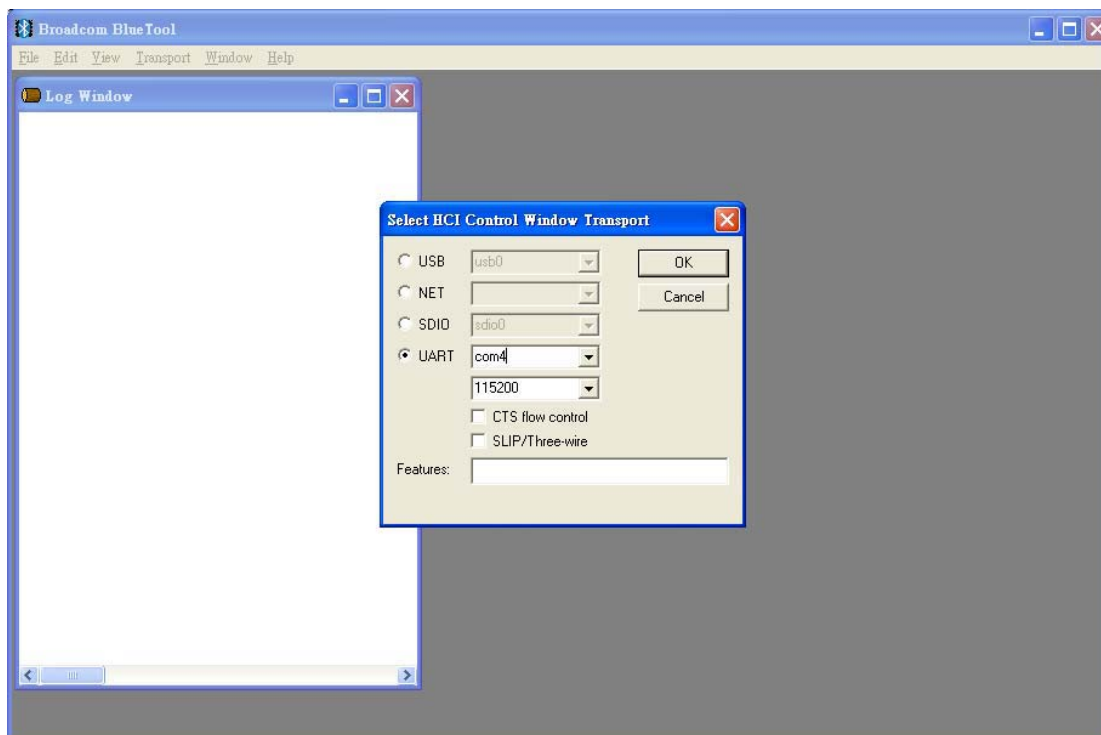 Broadcom BlueTool
File Edit View Transport Window Help
Log Window
Select HCI Control Window Transport
USB usb0 OK
NET Cancel
SDIO sdio0
UART com4
115200
CTS flow control
SLIP/Three-wire
Features: